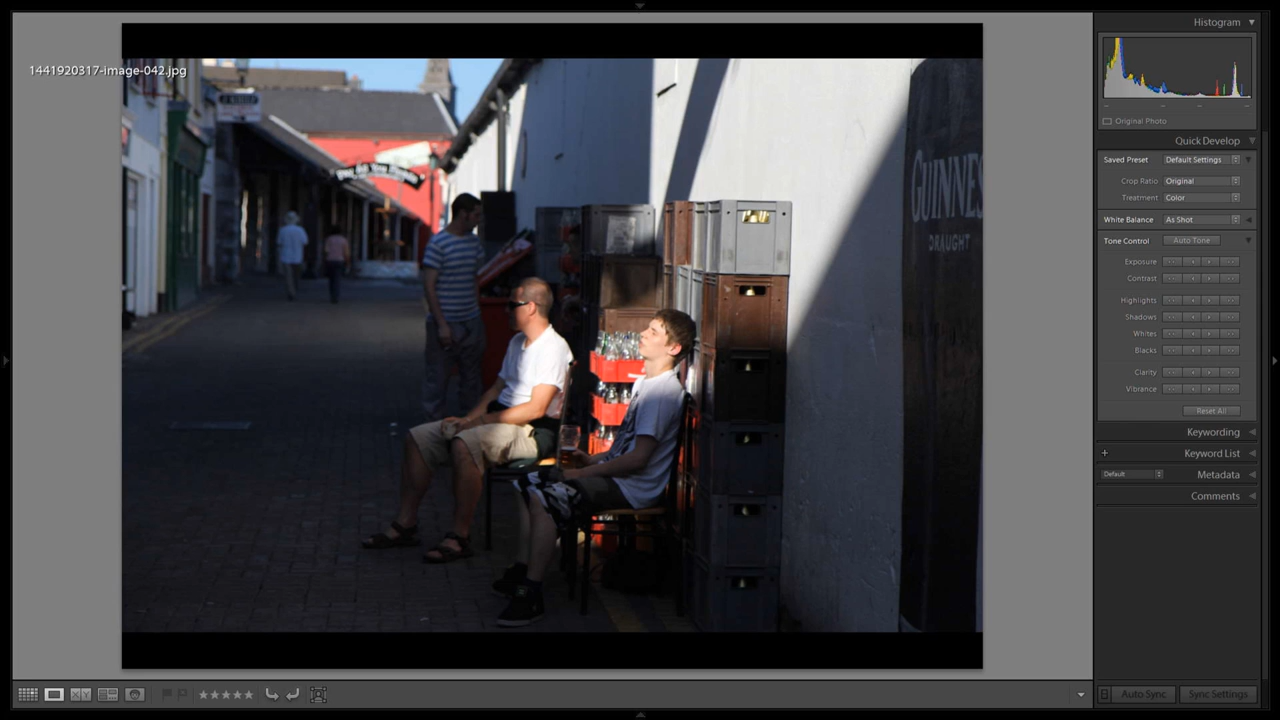 1441920317-image-042.jpg
GUINNES
DRAUGHT
Histogram
Original Photo
Quick Develop
Saved Preset Default Settings
Crop Ratio Original
Treatment Color
White Balance As Shot
Tone Control Auto Tone
Exposure
Contrast
Highlights
Shadows
Whites
Blacks
Clarity
Vibrance
Reset All
Keywording
+ Keyword List
Default Metadata
Comments
Auto Sync Sync Settings